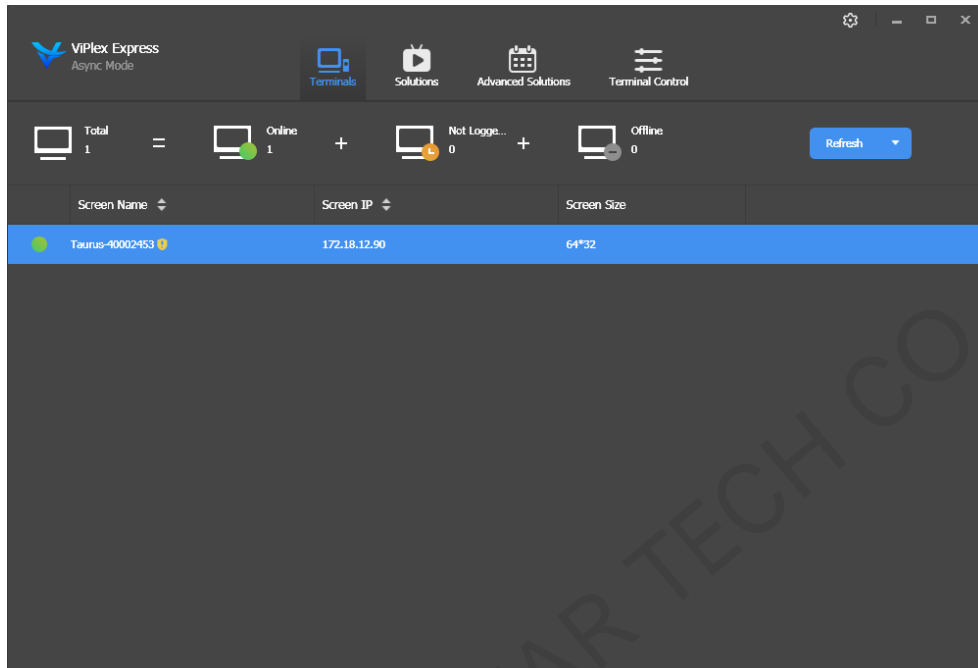 ViPlex Express
Async Mode
Terminals
Solutions
Advanced Solutions
Terminal Control
Total
1
=
Online
1
+
Not Logge...
0
+
Offline
0
Refresh
Screen Name
Screen IP
Screen Size
Taurus-40002453
172.18.12.90
64*32
AR TECH CO